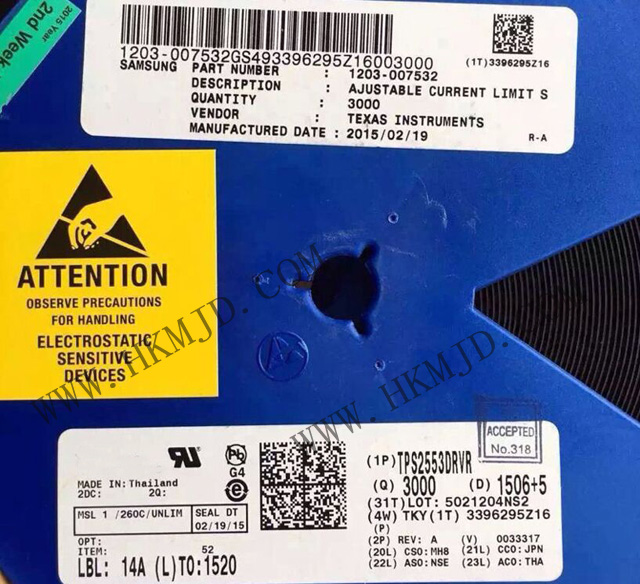 2015 Year
2nd Week
1203-007532GS493396295Z16003000
(1T)3396295Z16
SAMSUNG PART NUMBER : 1203-007532
DESCRIPTION : AJUSTABLE CURRENT LIMIT S
QUANTITY : 3000
VENDOR : TEXAS INSTRUMENTS
MANUFACTURED DATE : 2015/02/19
R-A
ATTENTION
OBSERVE PRECAUTIONS
FOR HANDLING
ELECTROSTATIC
SENSITIVE
DEVICES
WWW.HKMJD.COM
WWW.HKMJD.
ACCEPTED
No.318
Pb
G4
e
MADE IN: Thailand
2DC: 2Q:
MSL 1 /260C/UNLIM
SEAL DT
02/19/15
OPT:
ITEM: 52
LBL: 14A (L)TO:1520
(1P) TPS2553DRVR
(Q) 3000 (D) 1506+5
(31T)LOT: 5021204NS2
(4W) TKY(1T) 3396295Z16
(P)
(2P) REV: A (V) 0033317
(20L) CSO:MH8 (21L) CCO:JPN
(22L) ASO:NSE (23L) ACO:THA